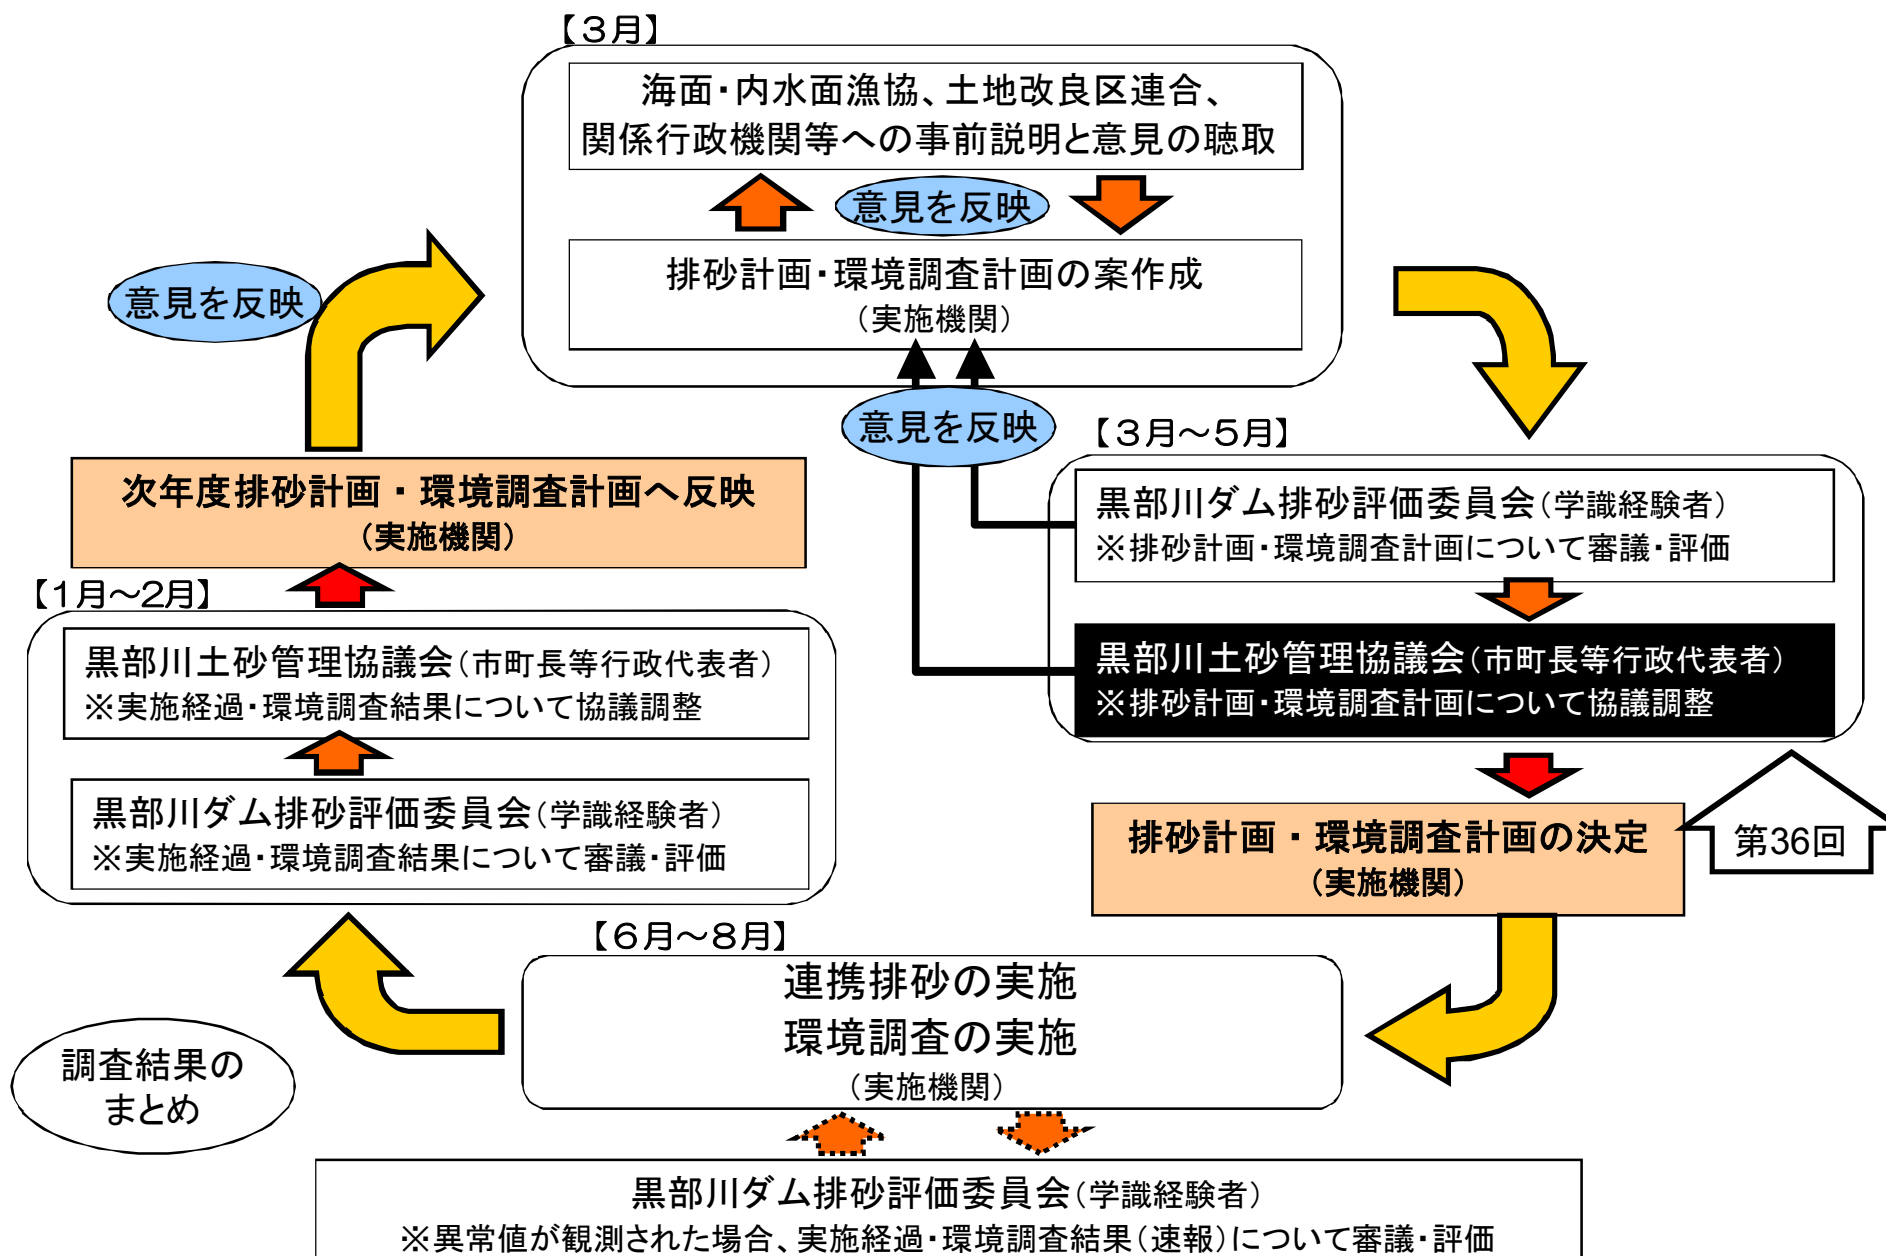 【３月】
海面・内水面漁協、土地改良区連合、
関係行政機関等への事前説明と意見の聴取
意見を反映
排砂計画・環境調査計画の案作成
（実施機関）
意見を反映
意見を反映
【３月～５月】
黒部川ダム排砂評価委員会（学識経験者）
※排砂計画・環境調査計画について審議・評価
黒部川土砂管理協議会（市町長等行政代表者）
※排砂計画・環境調査計画について協議調整
第36回
排砂計画・環境調査計画の決定
（実施機関）
【６月～８月】
連携排砂の実施
環境調査の実施
（実施機関）
黒部川ダム排砂評価委員会（学識経験者）
※異常値が観測された場合、実施経過・環境調査結果（速報）について審議・評価
調査結果の
まとめ
【１月～２月】
黒部川土砂管理協議会（市町長等行政代表者）
※実施経過・環境調査結果について協議調整
黒部川ダム排砂評価委員会（学識経験者）
※実施経過・環境調査結果について審議・評価
次年度排砂計画・環境調査計画へ反映
（実施機関）